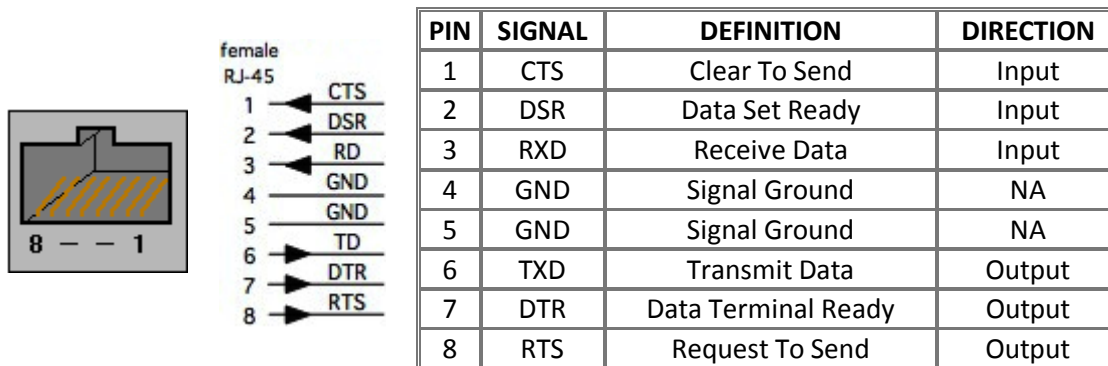 8 – – 1
female
RJ-45
1 CTS
2 DSR
3 RD
4 GND
5 GND
6 TD
7 DTR
8 RTS
PIN SIGNAL DEFINITION DIRECTION
1 CTS Clear To Send Input
2 DSR Data Set Ready Input
3 RXD Receive Data Input
4 GND Signal Ground NA
5 GND Signal Ground NA
6 TXD Transmit Data Output
7 DTR Data Terminal Ready Output
8 RTS Request To Send Output